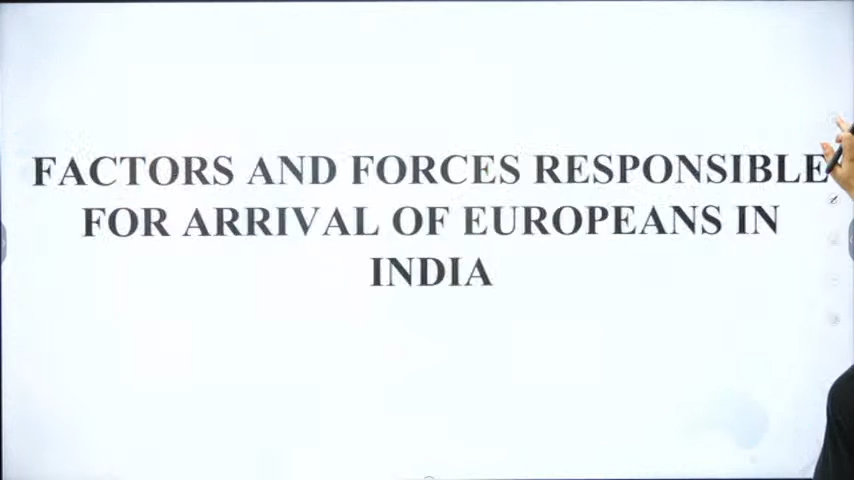 FACTORS AND FORCES RESPONSIBLE
FOR ARRIVAL OF EUROPEANS IN
INDIA